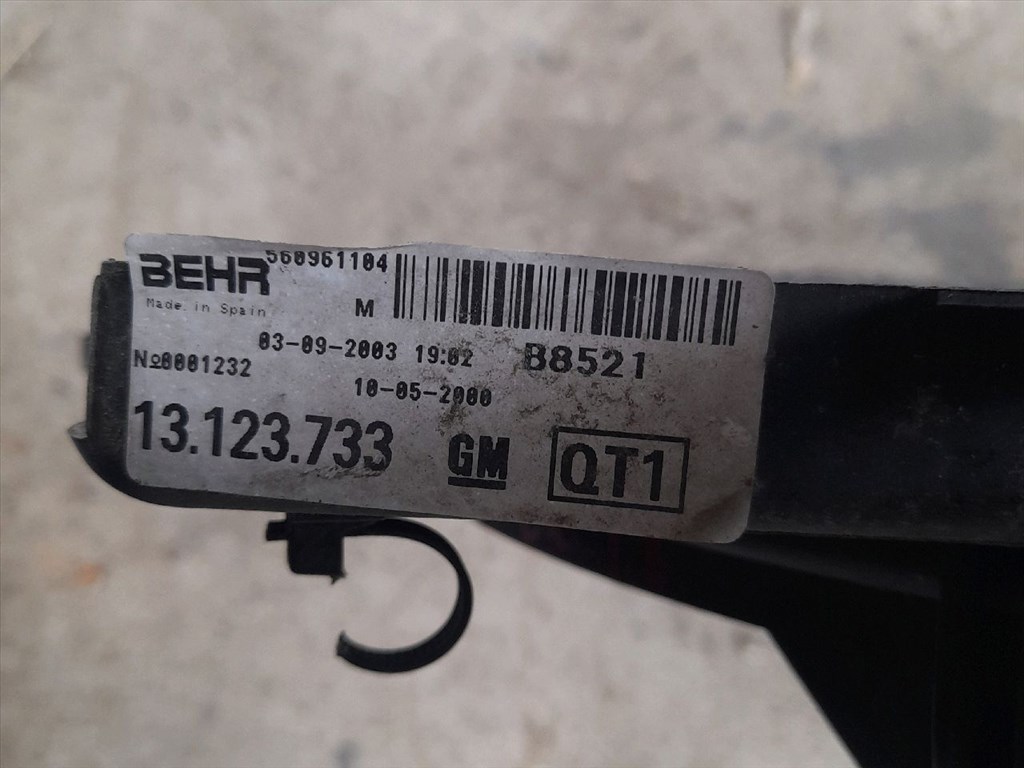 BEHR 560961104
Made in Spain M
03-09-2003 19:02 B8521
№0001232
10-05-2000
13.123.733 GM QT1